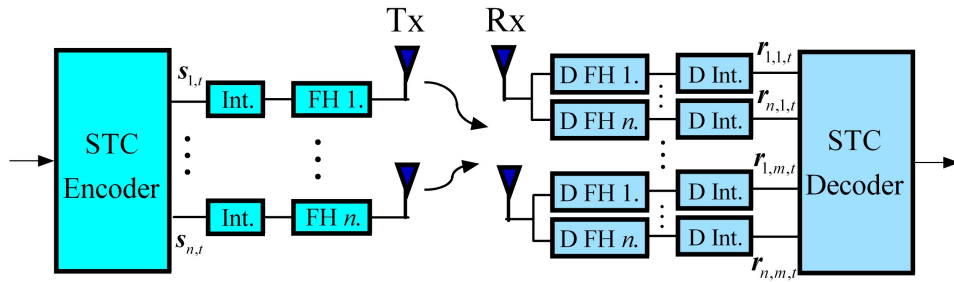 Tx
Rx
STC
Encoder
s1,t
Int.
FH 1.
sn,t
Int.
FH n.
D FH 1.
D Int.
r1,1,t
D FH n.
D Int.
rn,1,t
D FH 1.
D Int.
r1,m,t
D FH n.
D Int.
rn,m,t
STC
Decoder